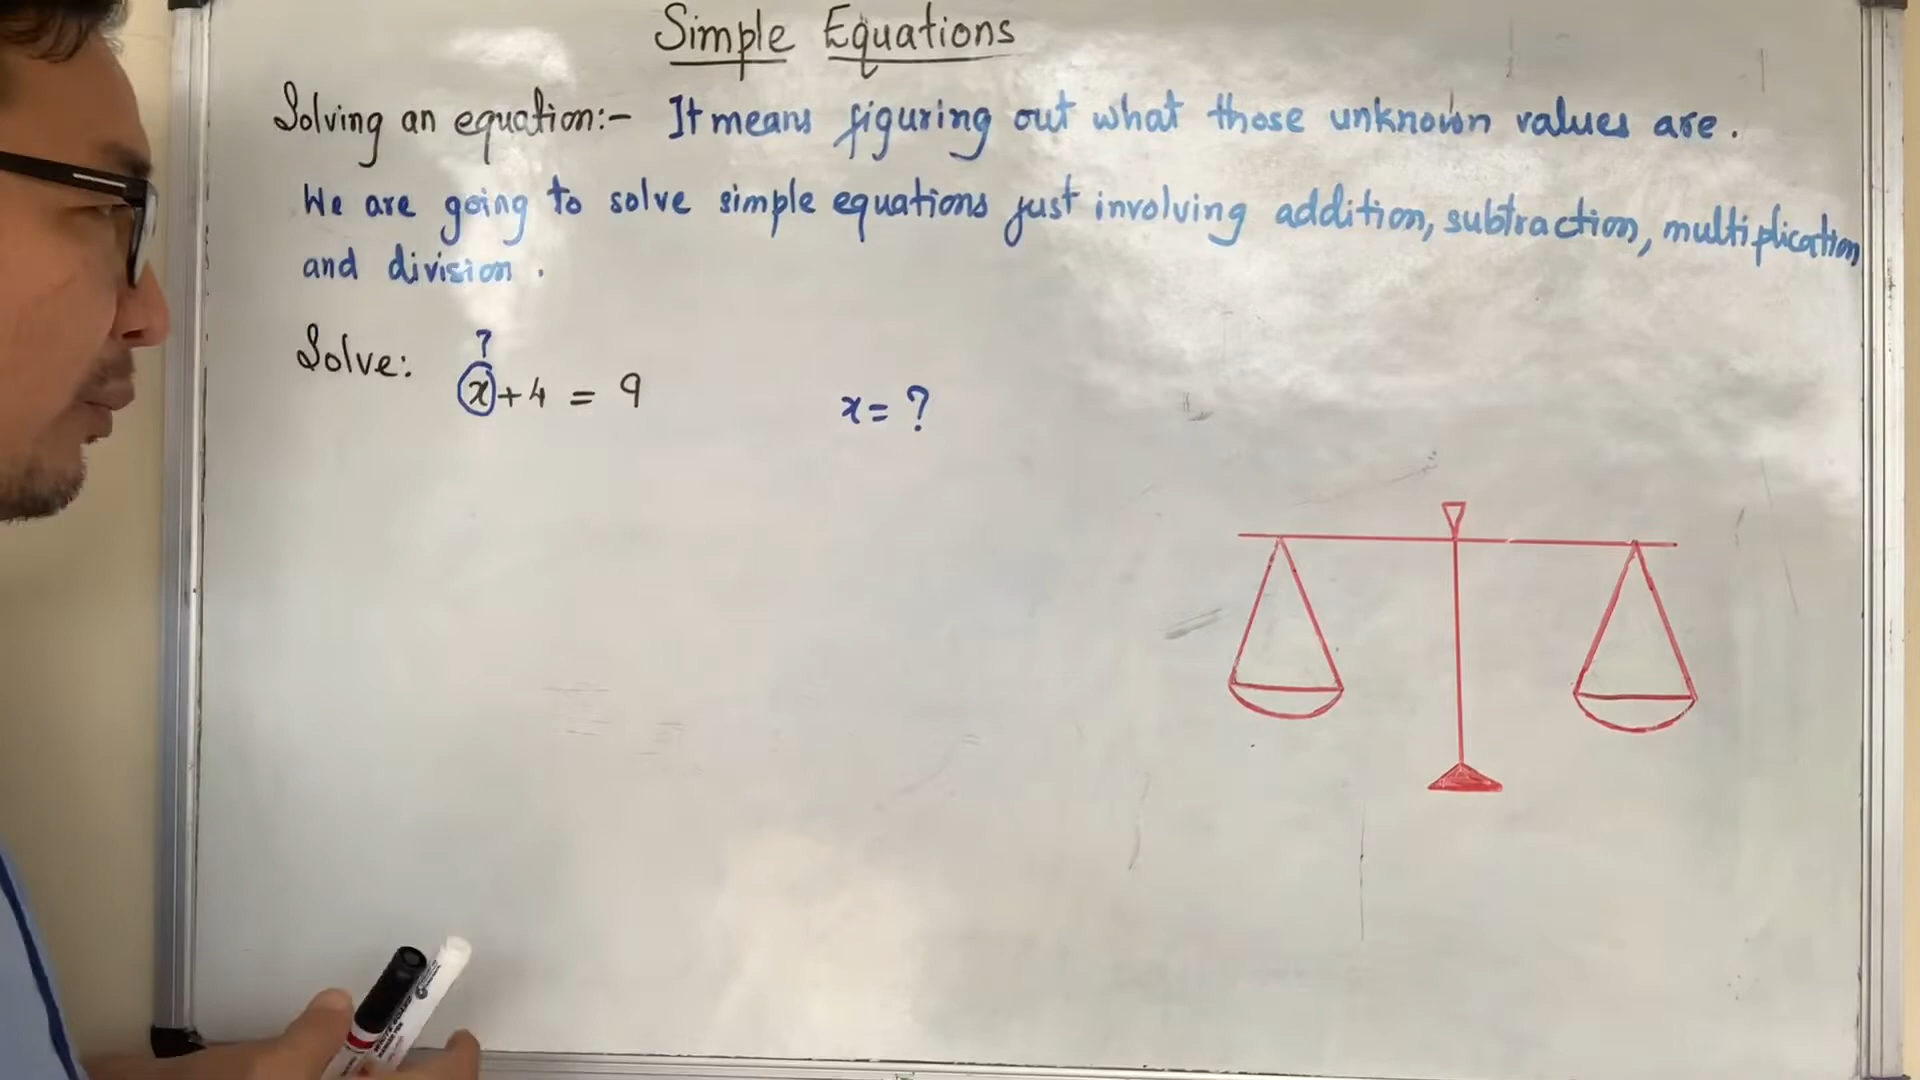 Simple Equations
Solving an equation:- It means figuring out what those unknown values are.
We are going to solve simple equations just involving addition, subtraction, multiplication
and division.
?
Solve: x+4 = 9
x = ?